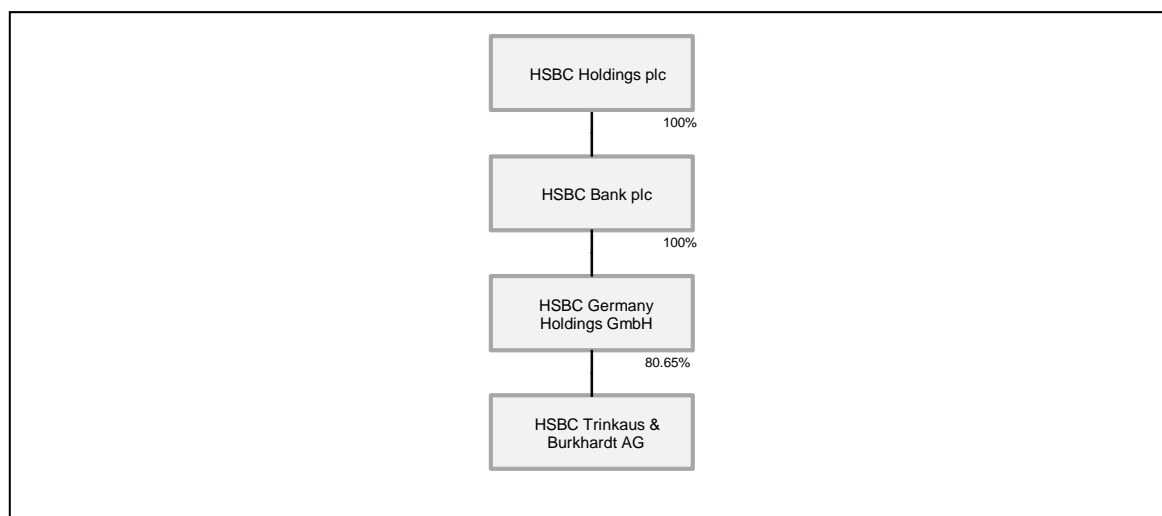 HSBC Holdings plc
100%
HSBC Bank plc
100%
HSBC Germany
Holdings GmbH
80.65%
HSBC Trinkaus &
Burkhardt AG